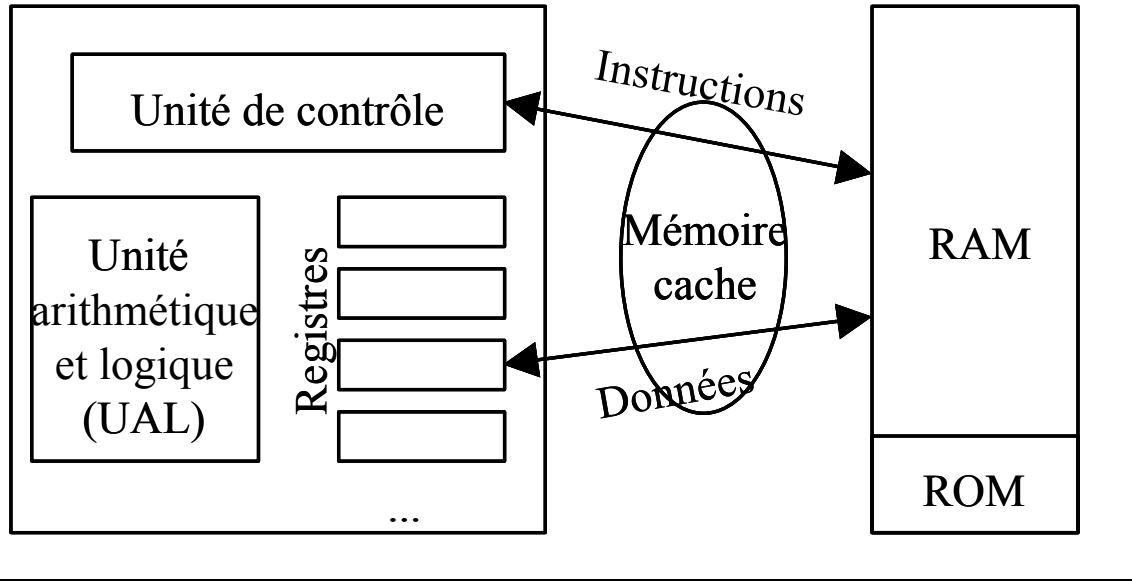 Unité de contrôle
Unité
arithmétique
et logique
(UAL)
Registres
...
Instructions
Mémoire
cache
Données
RAM
ROM